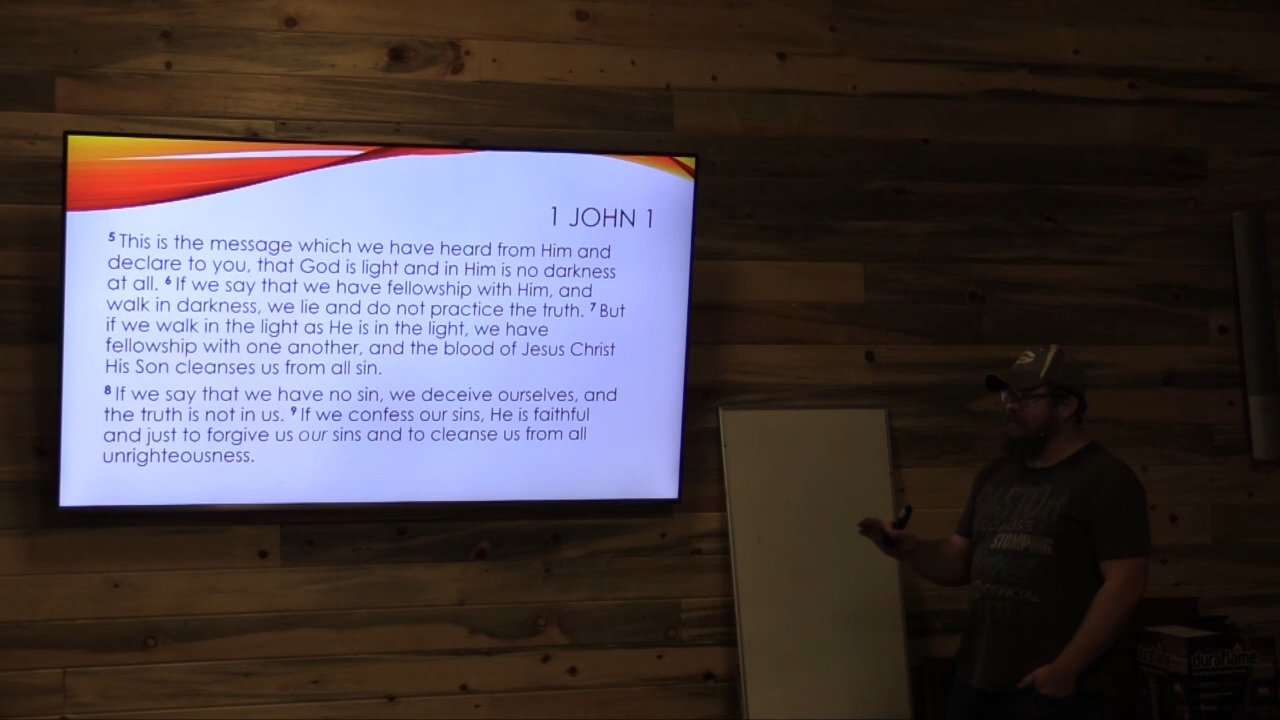 1 JOHN 1
5 This is the message which we have heard from Him and
declare to you, that God is light and in Him is no darkness
at all. 6 If we say that we have fellowship with Him, and
walk in darkness, we lie and do not practice the truth. 7 But
if we walk in the light as He is in the light, we have
fellowship with one another, and the blood of Jesus Christ
His Son cleanses us from all sin.
8 If we say that we have no sin, we deceive ourselves, and
the truth is not in us. 9 If we confess our sins, He is faithful
and just to forgive us our sins and to cleanse us from all
unrighteousness.
STOMPING
duraflame